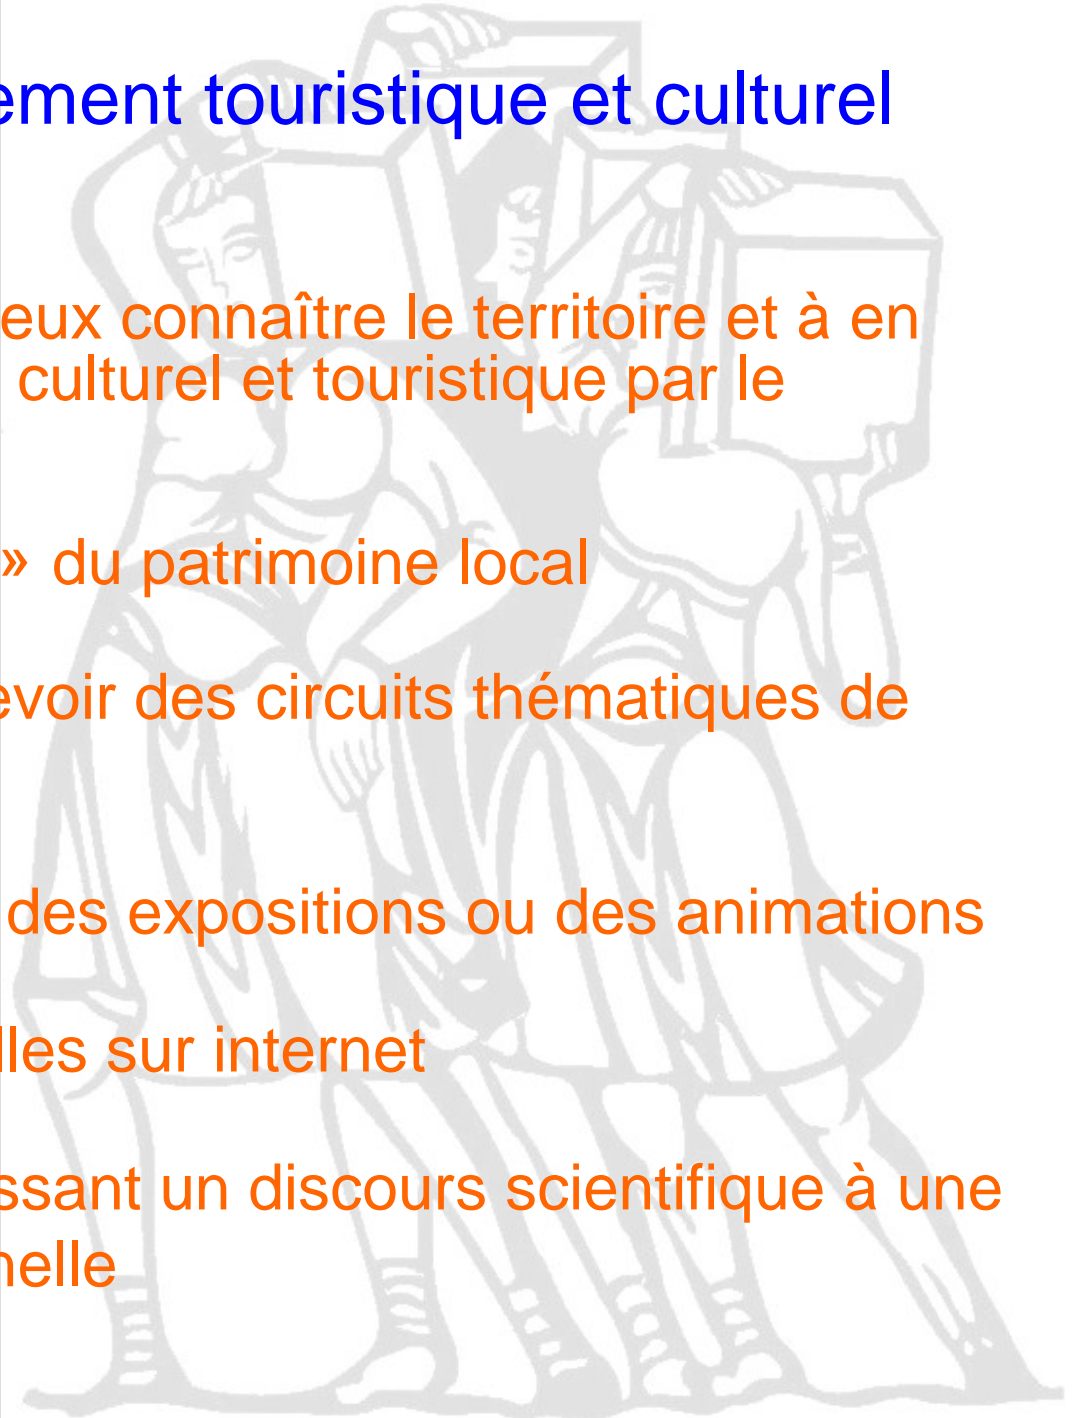 ement touristique et culturel
eux connaître le territoire et à en
culturel et touristique par le
» du patrimoine local
evoir des circuits thématiques de
des expositions ou des animations
lles sur internet
ssant un discours scientifique à une
nelle